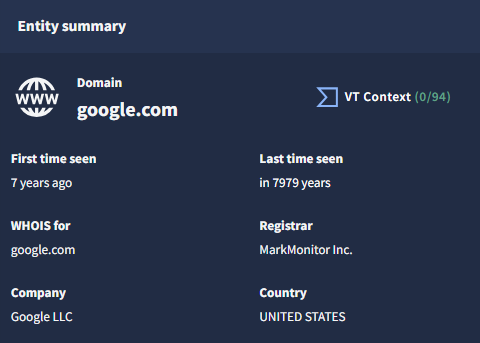 Entity summary
WWW
Domain
google.com
VT Context (0/94)
First time seen
Last time seen
7 years ago
in 7979 years
WHOIS for
Registrar
google.com
MarkMonitor Inc.
Company
Country
Google LLC
UNITED STATES